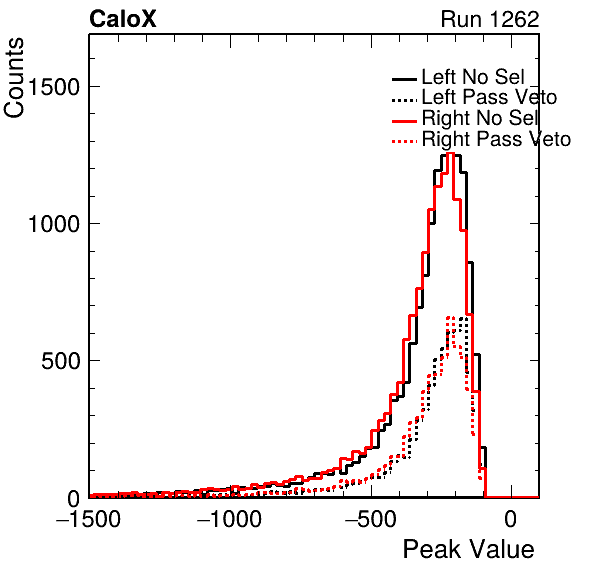 CaloX Run 1262
Counts
1500
1000
500
0
Left No Sel
Left Pass Veto
Right No Sel
Right Pass Veto
−1500 −1000 −500 0
Peak Value